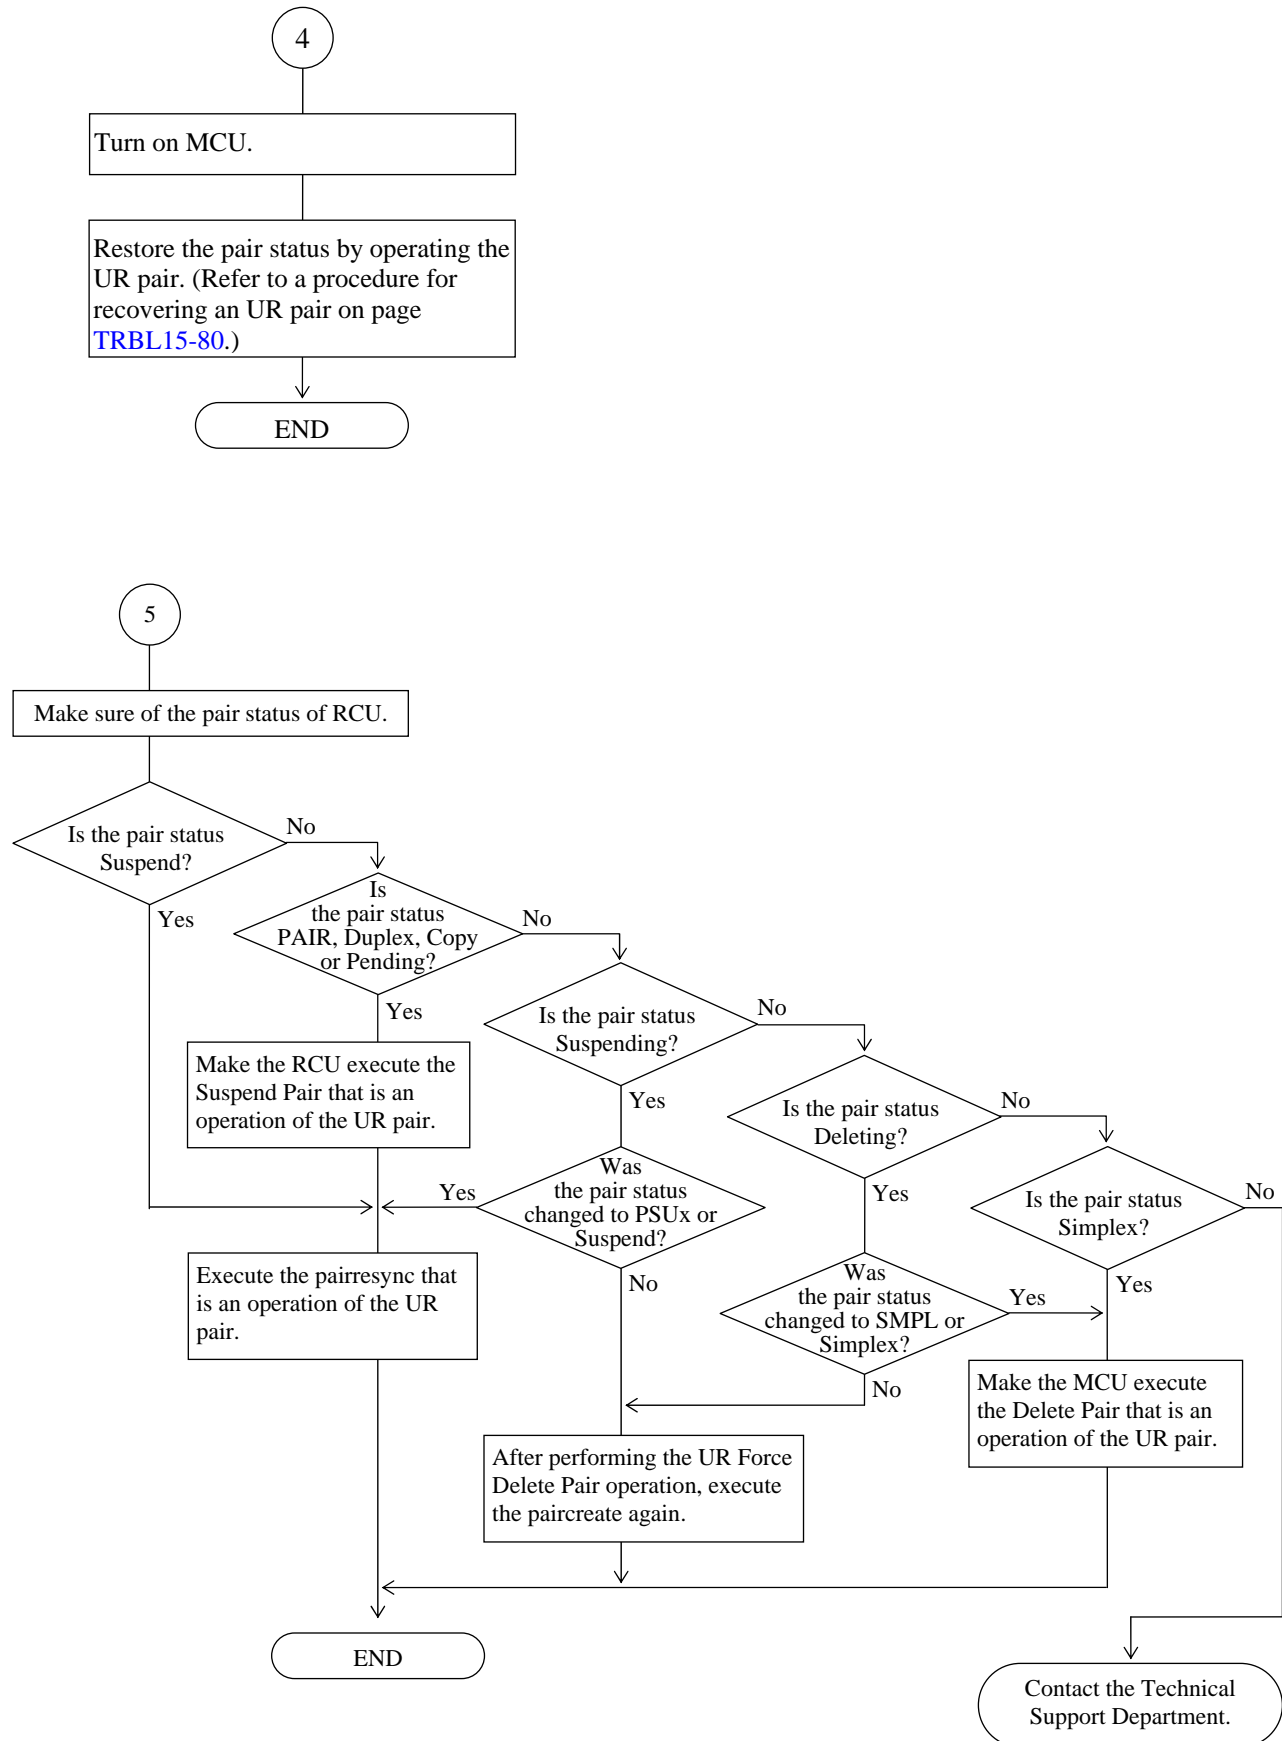 4
Turn on MCU.
Restore the pair status by operating the
UR pair. (Refer to a procedure for
recovering an UR pair on page
TRBL15-80.)
END
5
Make sure of the pair status of RCU.
Is the pair status
Suspend?
No
Yes
Is
the pair status
PAIR, Duplex, Copy
or Pending?
No
Yes
Is the pair status
Suspending?
No
Yes
Make the RCU execute the
Suspend Pair that is an
operation of the UR pair.
Is the pair status
Deleting?
No
Yes
Was
the pair status
changed to PSUx or
Suspend?
Yes
No
Is the pair status
Simplex?
No
Yes
Execute the pairresync that
is an operation of the UR
pair.
Was
the pair status
changed to SMPL or
Simplex?
Yes
No
Make the MCU execute
the Delete Pair that is an
operation of the UR pair.
After performing the UR Force
Delete Pair operation, execute
the paircreate again.
END
Contact the Technical
Support Department.